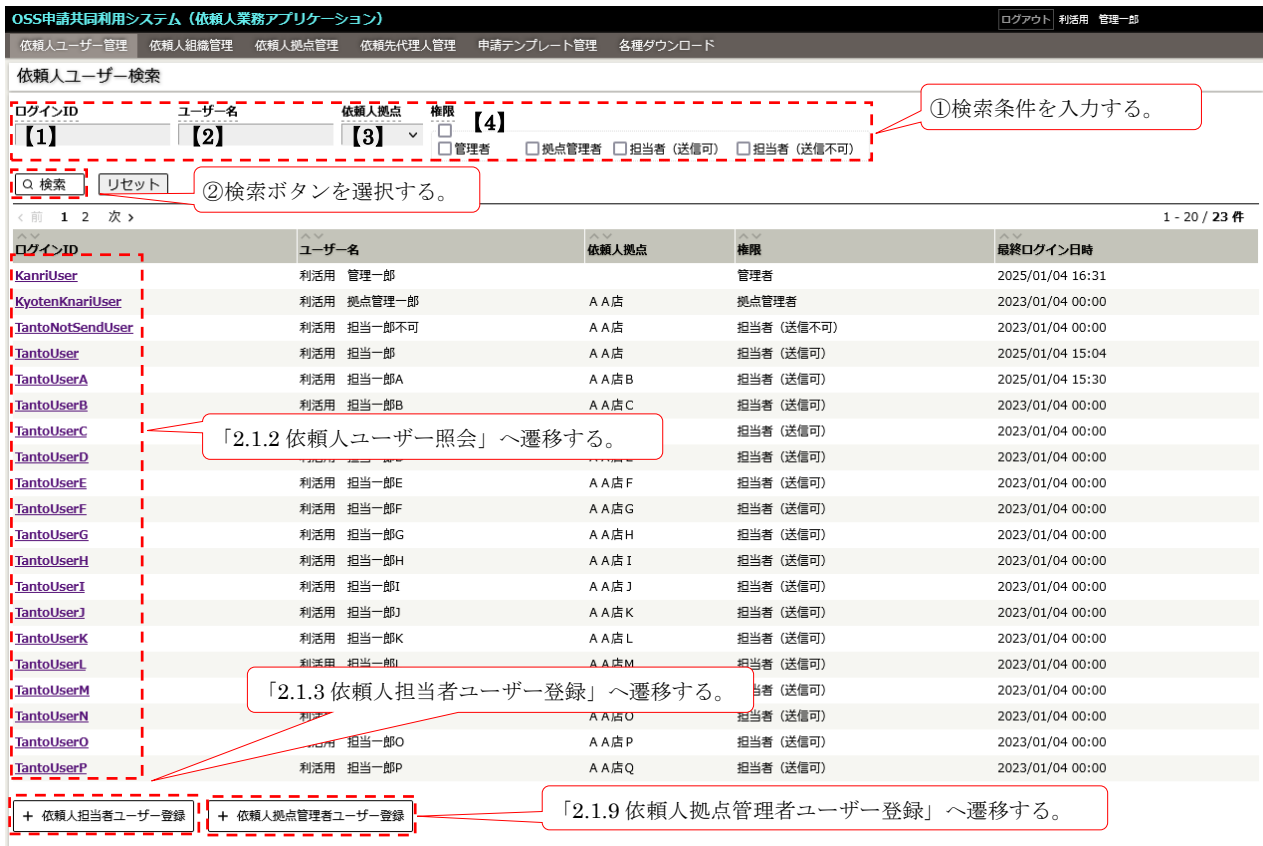 OSS申請共同利用システム（依頼人業務アプリケーション） ログアウト 利活用 管理一郎
依頼人ユーザー管理 依頼人組織管理 依頼人拠点管理 依頼先代理人管理 申請テンプレート管理 各種ダウンロード
依頼人ユーザー検索
①検索条件を入力する。
ログインID ユーザー名 依頼人拠点 権限
【1】 【2】 【3】 【4】
管理者 拠点管理者 担当者（送信可） 担当者（送信不可）
検索 リセット
②検索ボタンを選択する。
< 前 1 2 次 > 1 - 20 / 23 件
ログインID ユーザー名 依頼人拠点 権限 最終ログイン日時
KanriUser 利活用 管理一郎 管理者 2025/01/04 16:31
KyotenKnariUser 利活用 拠点管理一郎 ＡＡ店 拠点管理者 2023/01/04 00:00
TantoNotSendUser 利活用 担当一郎不可 ＡＡ店 担当者（送信不可） 2023/01/04 00:00
TantoUser 利活用 担当一郎 ＡＡ店 担当者（送信可） 2025/01/04 15:04
TantoUserA 利活用 担当一郎A ＡＡ店Ｂ 担当者（送信可） 2025/01/04 15:30
TantoUserB 利活用 担当一郎B ＡＡ店Ｃ 担当者（送信可） 2023/01/04 00:00
TantoUserC 担当者（送信可） 2023/01/04 00:00
「2.1.2 依頼人ユーザー照会」へ遷移する。
TantoUserD 担当者（送信可） 2023/01/04 00:00
TantoUserE 利活用 担当一郎E ＡＡ店Ｆ 担当者（送信可） 2023/01/04 00:00
TantoUserF 利活用 担当一郎F ＡＡ店Ｇ 担当者（送信可） 2023/01/04 00:00
TantoUserG 利活用 担当一郎G ＡＡ店Ｈ 担当者（送信可） 2023/01/04 00:00
TantoUserH 利活用 担当一郎H ＡＡ店Ｉ 担当者（送信可） 2023/01/04 00:00
TantoUserI 利活用 担当一郎I ＡＡ店Ｊ 担当者（送信可） 2023/01/04 00:00
TantoUserJ 利活用 担当一郎J ＡＡ店Ｋ 担当者（送信可） 2023/01/04 00:00
TantoUserK 利活用 担当一郎K ＡＡ店Ｌ 担当者（送信可） 2023/01/04 00:00
TantoUserL 利活用 担当一郎L ＡＡ店Ｍ 担当者（送信可） 2023/01/04 00:00
TantoUserM 当者（送信可） 2023/01/04 00:00
「2.1.3 依頼人担当者ユーザー登録」へ遷移する。
TantoUserN ＡＡ店Ｏ 担当者（送信可） 2023/01/04 00:00
TantoUserO 利活用 担当一郎O ＡＡ店Ｐ 担当者（送信可） 2023/01/04 00:00
TantoUserP 利活用 担当一郎P ＡＡ店Ｑ 担当者（送信可） 2023/01/04 00:00
+ 依頼人担当者ユーザー登録 + 依頼人拠点管理者ユーザー登録
「2.1.9 依頼人拠点管理者ユーザー登録」へ遷移する。